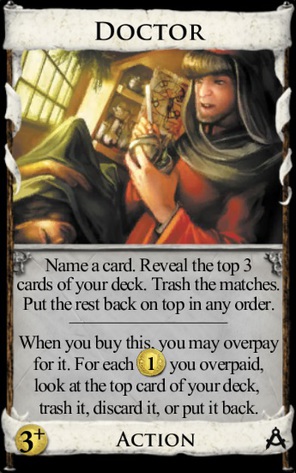 DOCTOR
Name a card. Reveal the top 3
cards of your deck. Trash the matches.
Put the rest back on top in any order.
When you buy this, you may overpay
for it. For each 1 you overpaid,
look at the top card of your deck,
trash it, discard it, or put it back.
3+ ACTION